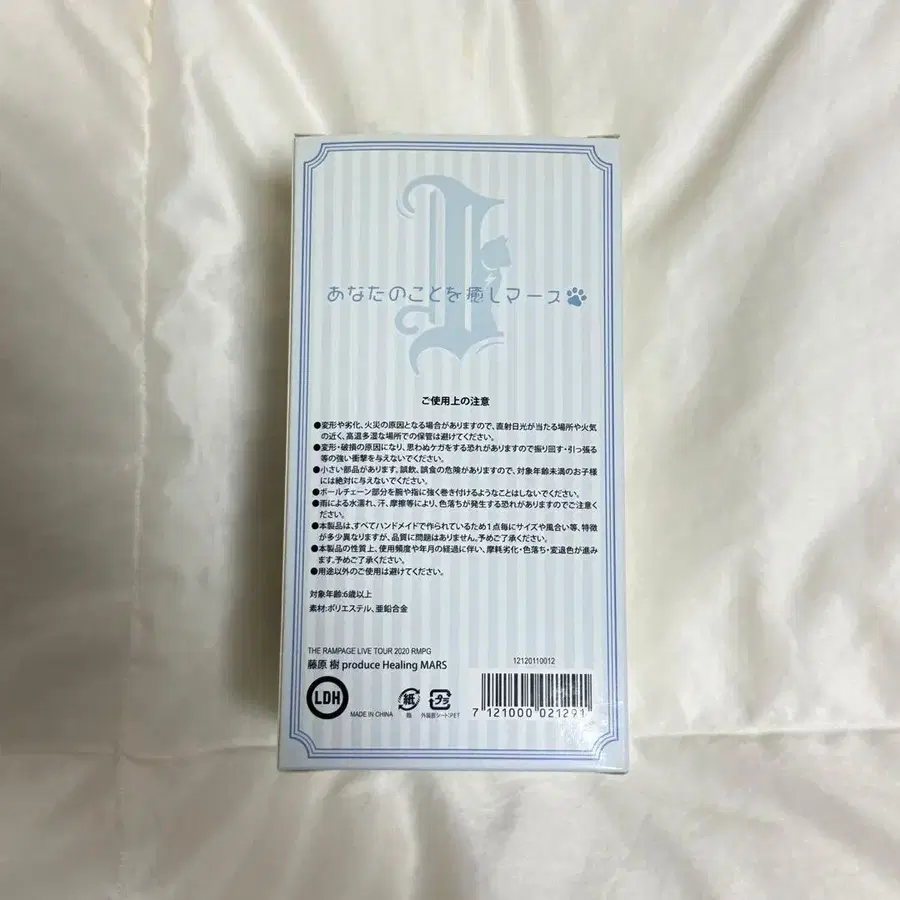 I
あなたのことを癒しマース
ご使用上の注意
●変形や劣化、火災の原因となる場合がありますので、直射日光が当たる場所や火気
の近く、高温多湿な場所での保管は避けてください。
●変形・破損の原因になり、思わぬケガをする恐れがありますので振り回す・引っ張る
等の強い衝撃を与えないでください。
●小さい部品があります。誤飲、誤食の危険がありますので、対象年齢未満のお子様
には絶対に与えないでください。
●ボールチェーン部分を腕や指に強く巻き付けるようなことはしないでください。
●雨による水濡れ、汗、摩擦等により、色落ちが発生する恐れがありますのでご注意く
ださい。
●本製品は、すべてハンドメイドで作られているため1点毎にサイズや風合い等、特徴
が多少異なりますが、品質に問題はありません。予めご了承ください。
●本製品の性質上、使用頻度や年月の経過に伴い、摩耗劣化・色落ち・変退色が進み
ます。予めご了承ください。
●用途以外のご使用は避けてください。
対象年齢:6歳以上
素材:ポリエステル、亜鉛合金
THE RAMPAGE LIVE TOUR 2020 RMPG
藤原 樹 produce Healing MARS
12120110012
LDH
MADE IN CHINA
紙
箱
プラ
外装窓シート:PET
7 121000 021291